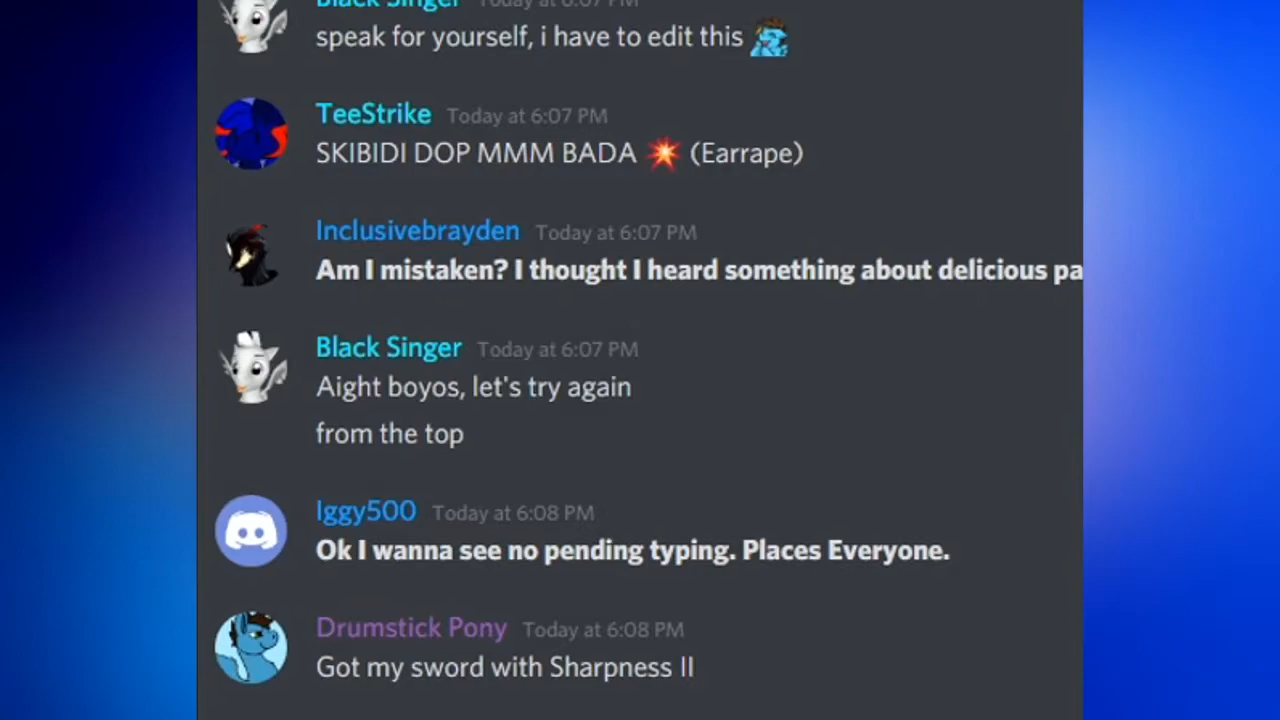 Black Singer Today at 6:07 PM
speak for yourself, i have to edit this
TeeStrike Today at 6:07 PM
SKIBIDI DOP MMM BADA 💥 (Earrape)
Inclusivebrayden Today at 6:07 PM
Am I mistaken? I thought I heard something about delicious pa
Black Singer Today at 6:07 PM
Aight boyos, let's try again
from the top
Iggy500 Today at 6:08 PM
Ok I wanna see no pending typing. Places Everyone.
Drumstick Pony Today at 6:08 PM
Got my sword with Sharpness II